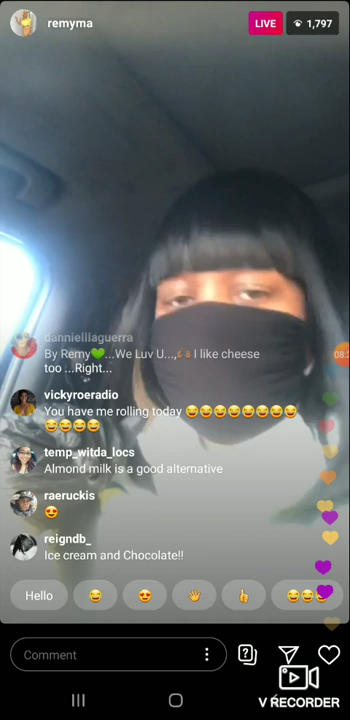 remyma
LIVE
1,797
dannielllaguerra
By Remy💚...We Luv U...,🙌🏾 I like cheese
too ...Right...
vickyroeradio
You have me rolling today 😂😂😂😂😂😂😂😂
😂😂😂😂
temp_witda_locs
Almond milk is a good alternative
raeruckis
😍
reigndb_
Ice cream and Chocolate!!
Hello 😂 😍 👋 👍 😂😂😂
Comment
V RECORDER